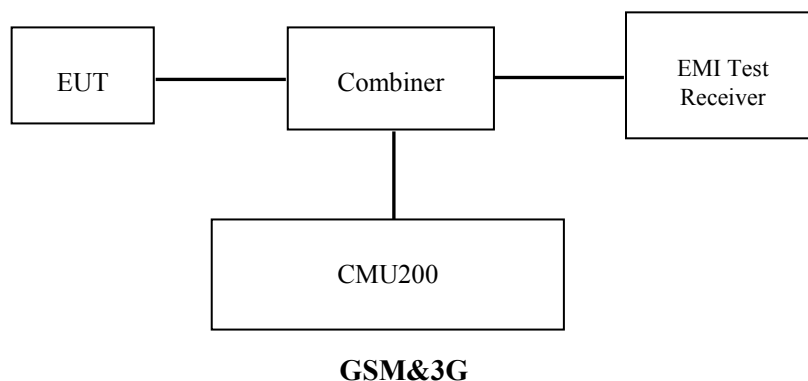 EUT
Combiner
EMI Test
Receiver
CMU200
GSM&3G